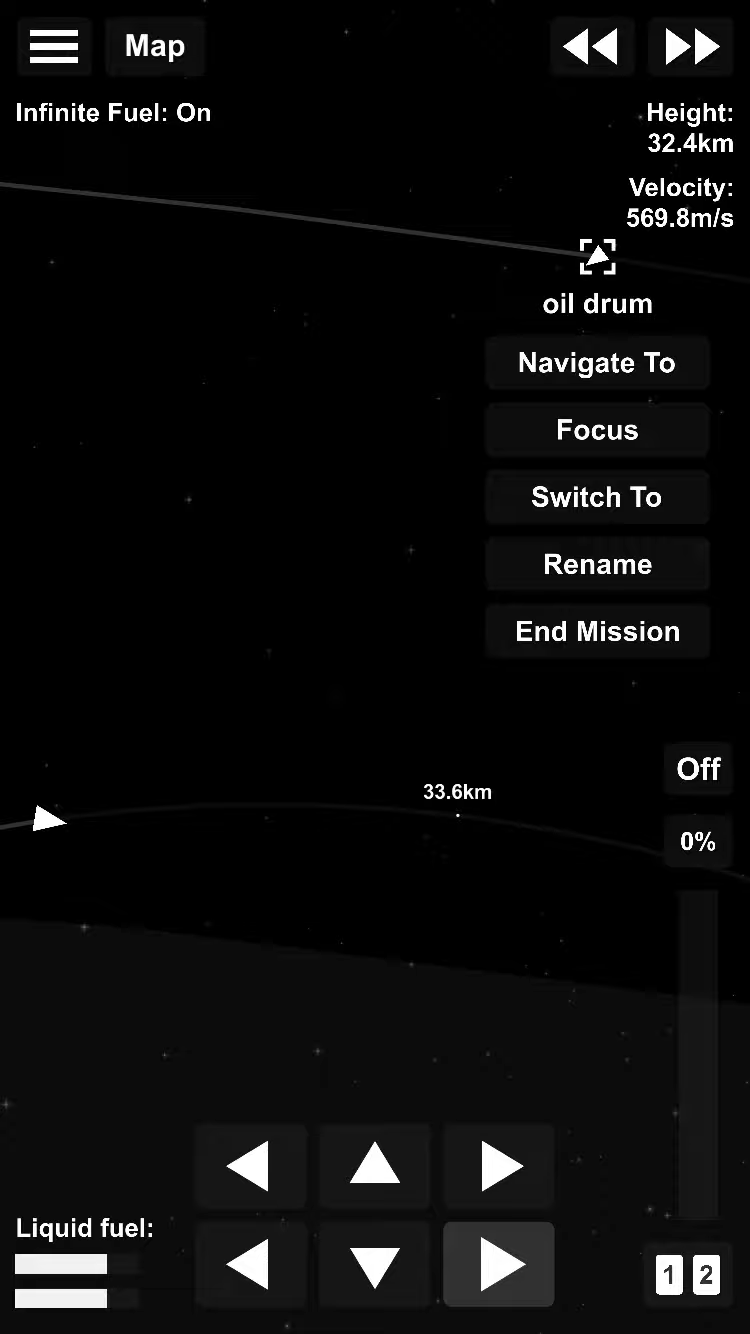 Map
Infinite Fuel: On
Height:
32.4km
Velocity:
569.8m/s
oil drum
Navigate To
Focus
Switch To
Rename
End Mission
Off
33.6km
0%
Liquid fuel:
1 2